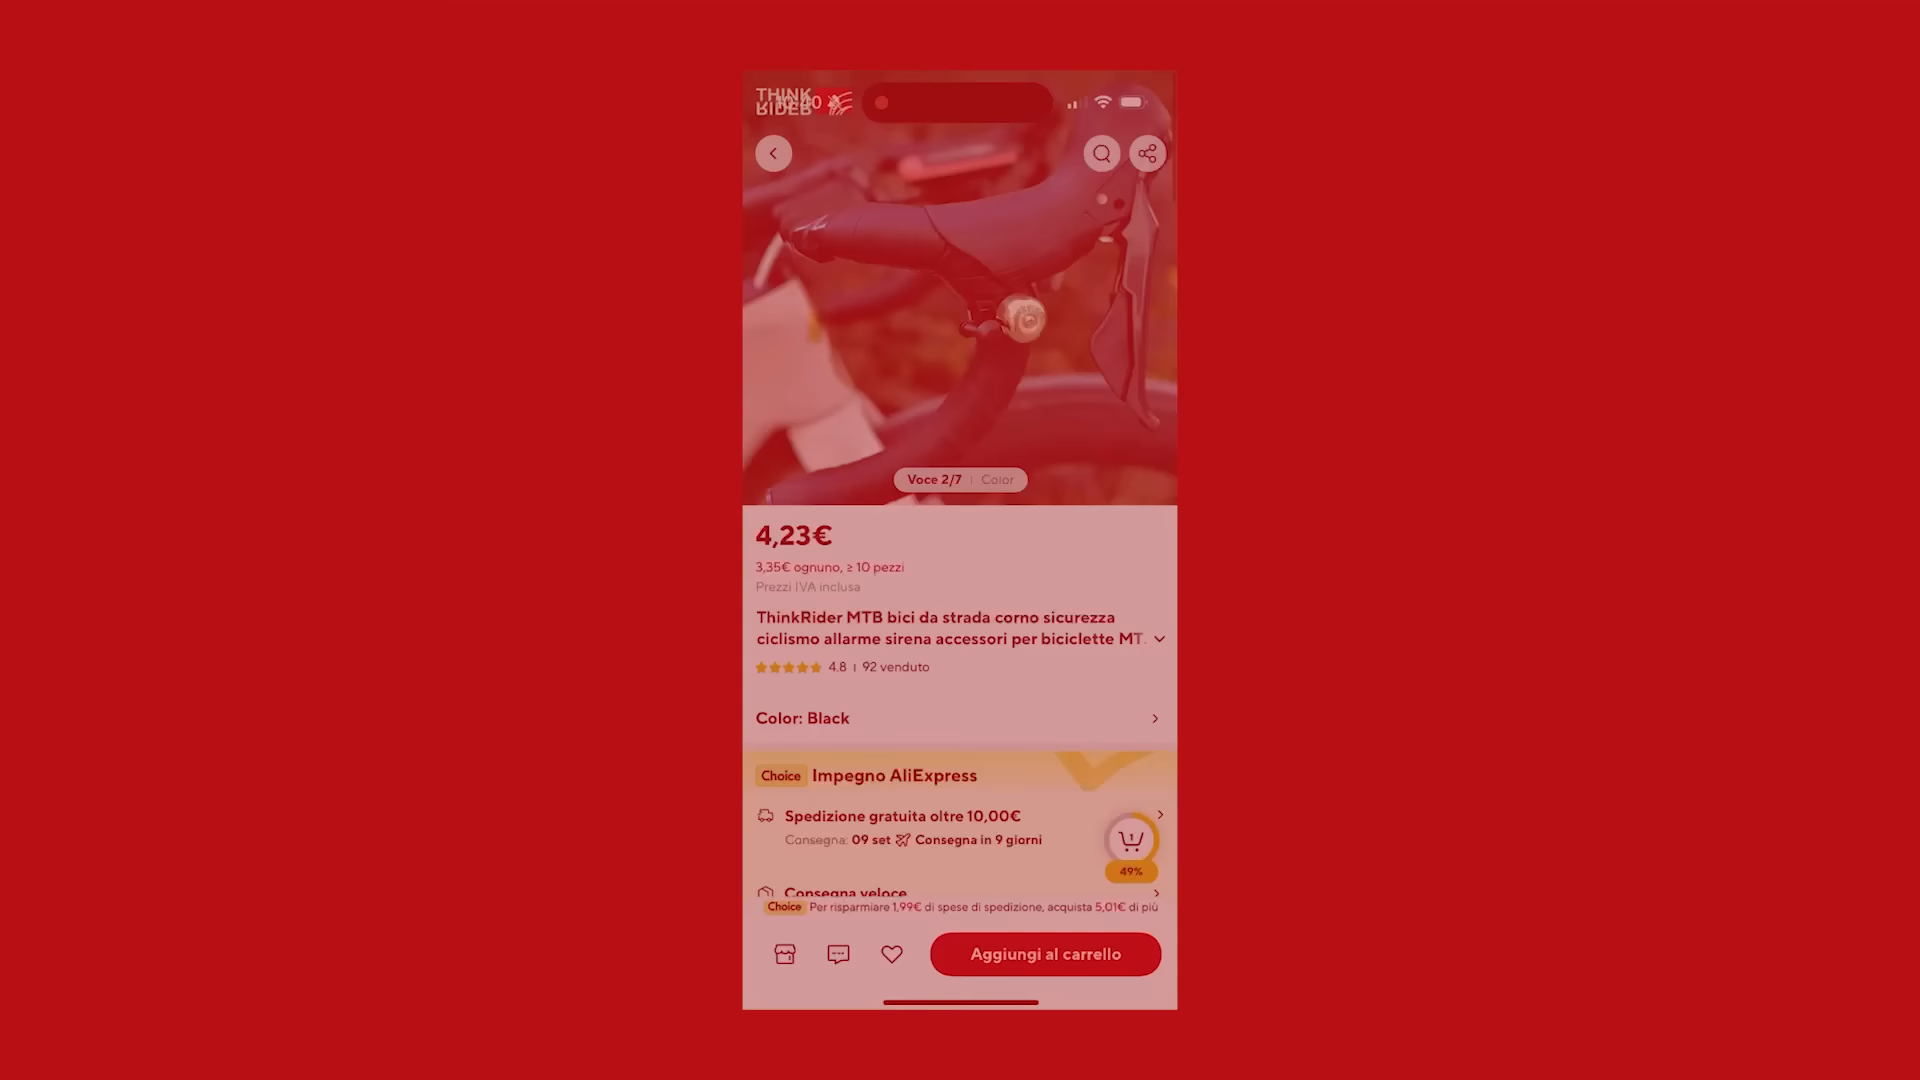 THINK
RIDER
10:40
Voce 2/7 | Color
4,23€
3,35€ ognuno, ≥ 10 pezzi
Prezzi IVA inclusa
ThinkRider MTB bici da strada corno sicurezza
ciclismo allarme sirena accessori per biciclette MT.
4.8 | 92 venduto
Color: Black
Choice Impegno AliExpress
Spedizione gratuita oltre 10,00€
Consegna: 09 set Consegna in 9 giorni
1
49%
Consegna veloce
Choice Per risparmiare 1,99€ di spese di spedizione, acquista 5,01€ di più
Aggiungi al carrello